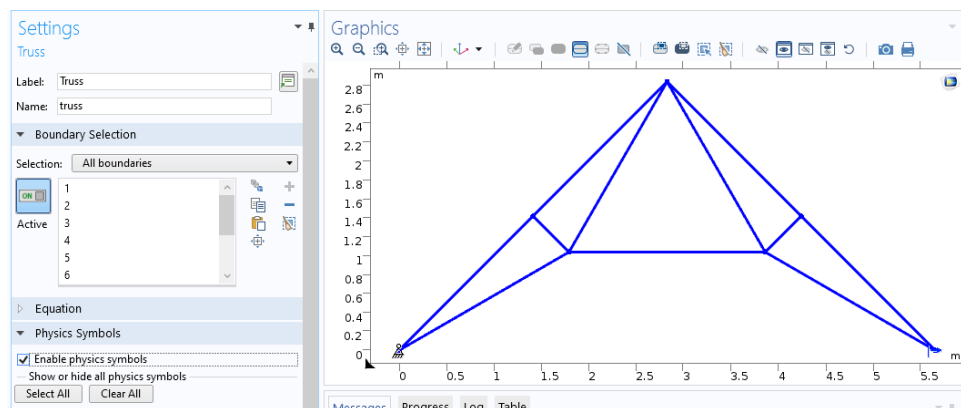 Settings
Truss
Label: Truss
Name: truss
Boundary Selection
Selection: All boundaries
ON
Active
1
2
3
4
5
6
Equation
Physics Symbols
Enable physics symbols
Show or hide all physics symbols
Select All Clear All
Graphics
m
2.8
2.6
2.4
2.2
2
1.8
1.6
1.4
1.2
1
0.8
0.6
0.4
0.2
0
m
0 0.5 1 1.5 2 2.5 3 3.5 4 4.5 5 5.5
Messages Progress Log Table